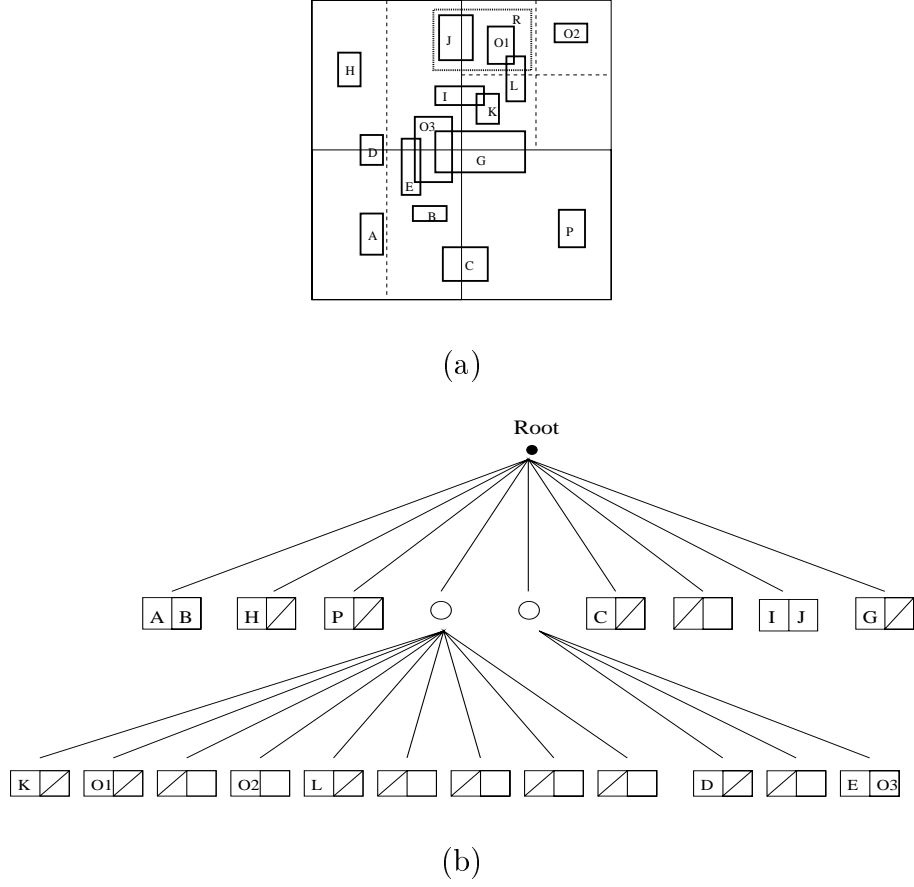 R
J
O1
O2
H
L
I
K
O3
D
G
E
B
A
P
C
(a)
Root
A B H P C I J G
K O1 O2 L D E O3
(b)